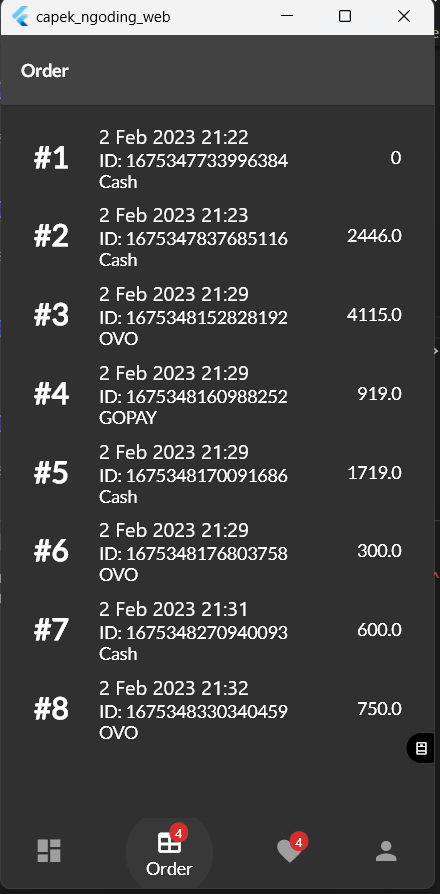 capek_ngoding_web
Order
#1
2 Feb 2023 21:22
ID: 1675347733996384
Cash
0
#2
2 Feb 2023 21:23
ID: 1675347837685116
Cash
2446.0
#3
2 Feb 2023 21:29
ID: 1675348152828192
OVO
4115.0
#4
2 Feb 2023 21:29
ID: 1675348160988252
GOPAY
919.0
#5
2 Feb 2023 21:29
ID: 1675348170091686
Cash
1719.0
#6
2 Feb 2023 21:29
ID: 1675348176803758
OVO
300.0
#7
2 Feb 2023 21:31
ID: 1675348270940093
Cash
600.0
#8
2 Feb 2023 21:32
ID: 1675348330340459
OVO
750.0
4
Order
4